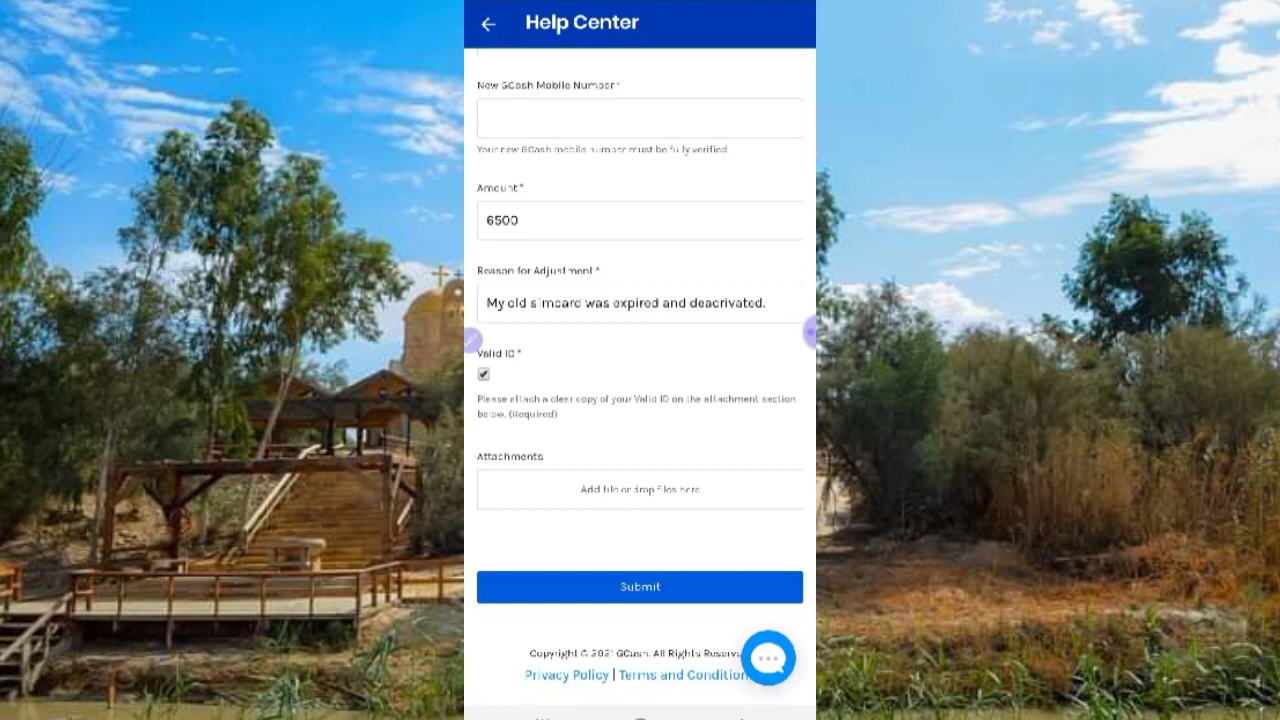 Help Center
New GCash Mobile Number*
Your new GCash mobile number must be fully verified
Amount*
6500
Reason for Adjustment *
My old simcard was expired and deacrivated.
Valid ID *
Please attach a clear copy of your Valid ID on the attachment section
below. (Required)
Attachments
Add file or drop files here
Submit
Copyright © 2021 GCash. All Rights Reserve
Privacy Policy | Terms and Condition